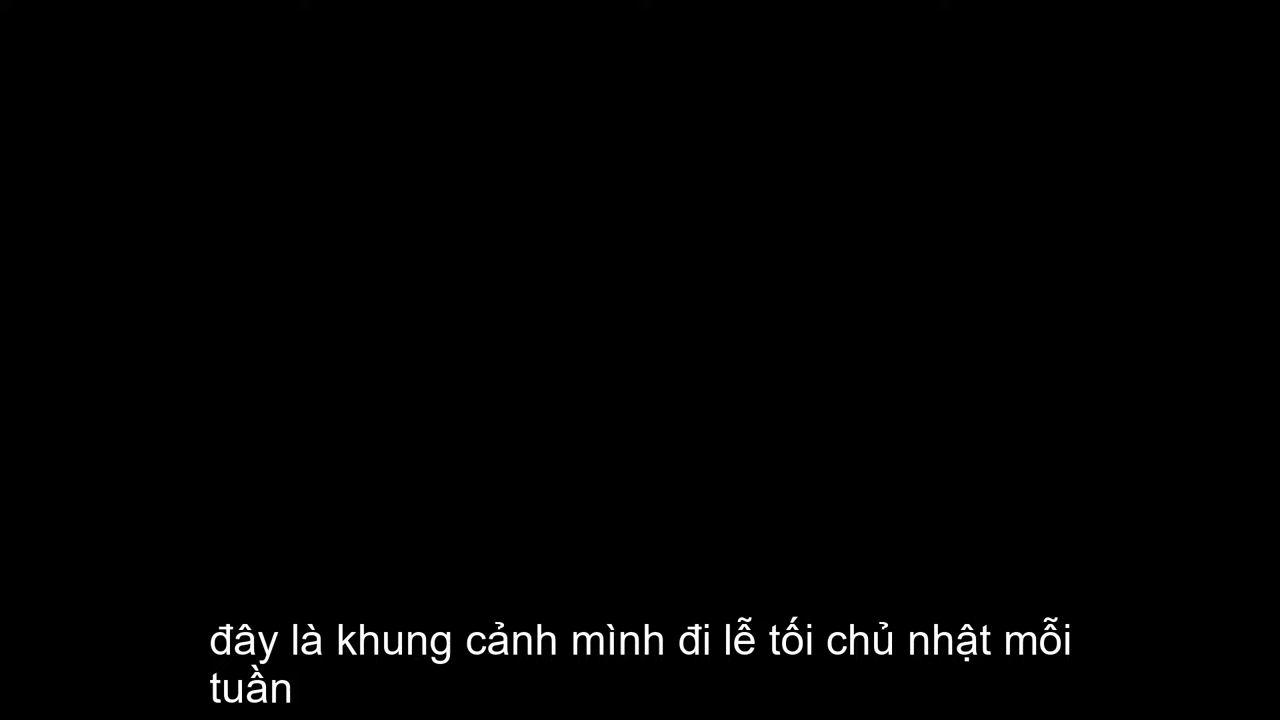 đây là khung cảnh mình đi lễ tối chủ nhật mỗi
tuần